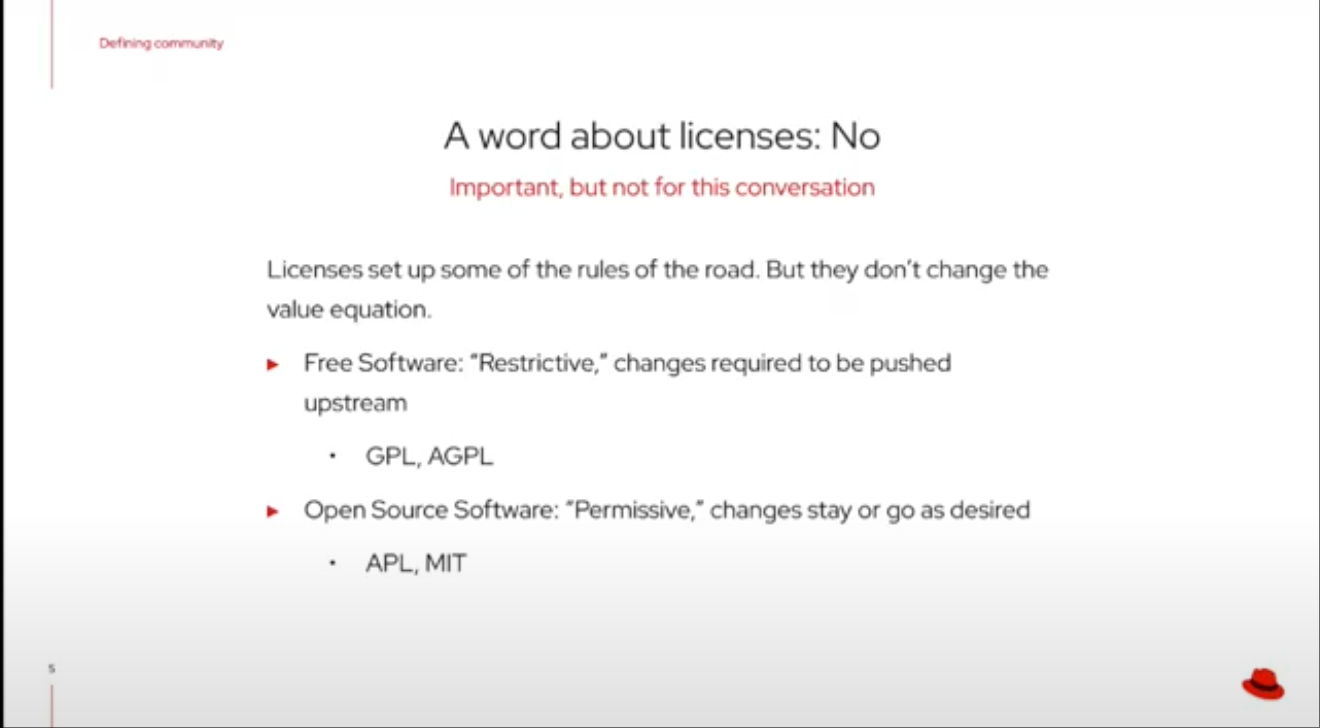 Defining community
A word about licenses: No
Important, but not for this conversation
Licenses set up some of the rules of the road. But they don’t change the
value equation.
► Free Software: “Restrictive,” changes required to be pushed
upstream
• GPL, AGPL
► Open Source Software: “Permissive,” changes stay or go as desired
• APL, MIT
5